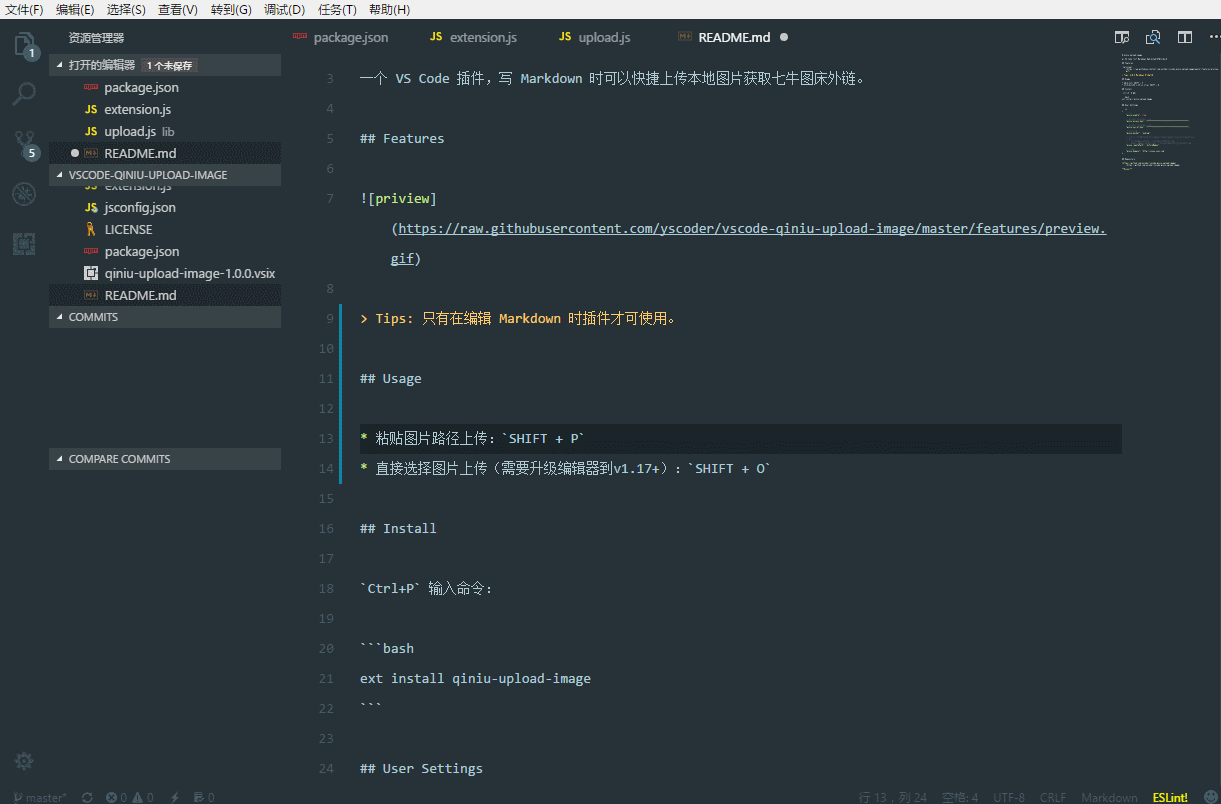 文件(F) 编辑(E) 选择(S) 查看(V) 转到(G) 调试(D) 任务(T) 帮助(H)
资源管理器
package.json
JS extension.js
JS upload.js
README.md
1
打开的编辑器 1 个未保存
package.json
JS extension.js
JS upload.js lib
README.md
5
VSCODE-QINIU-UPLOAD-IMAGE
JS extension.js
JS jsconfig.json
LICENSE
package.json
qiniu-upload-image-1.0.0.vsix
README.md
COMMITS
COMPARE COMMITS
3 一个 VS Code 插件，写 Markdown 时可以快捷上传本地图片获取七牛图床外链。
4
5 ## Features
6
7 ![priview]
(https://raw.githubusercontent.com/yscoder/vscode-qiniu-upload-image/master/features/preview.
gif)
8
9 > Tips: 只有在编辑 Markdown 时插件才可使用。
10
11 ## Usage
12
13 * 粘贴图片路径上传：`SHIFT + P`
14 * 直接选择图片上传（需要升级编辑器到v1.17+）：`SHIFT + O`
15
16 ## Install
17
18 `Ctrl+P` 输入命令：
19
20 ```bash
21 ext install qiniu-upload-image
22 ```
23
24 ## User Settings
master* 0 0 0 行 13，列 24 空格: 4 UTF-8 CRLF Markdown ESLint!